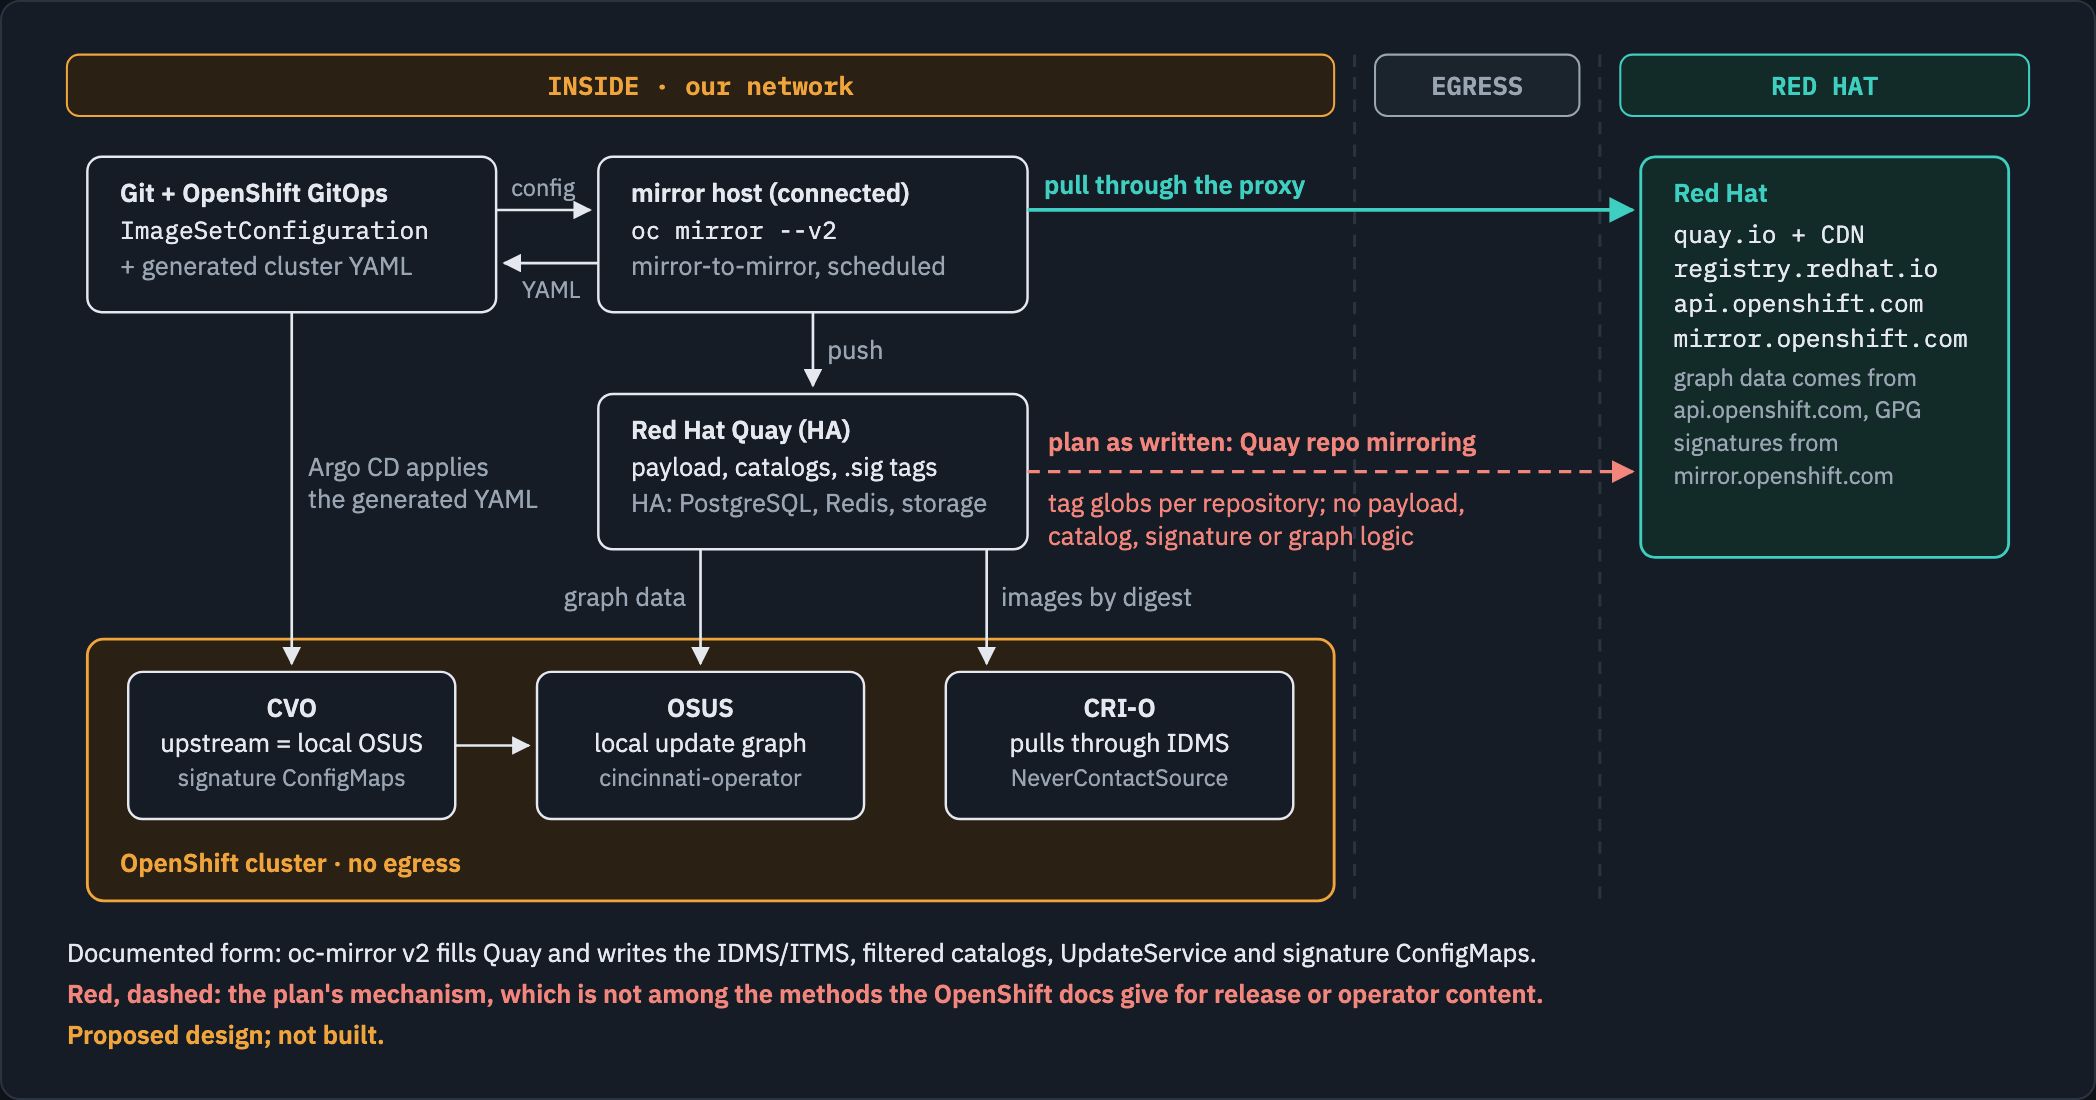 INSIDE · our network
EGRESS
RED HAT
Git + OpenShift GitOps
ImageSetConfiguration
+ generated cluster YAML
config
YAML
mirror host (connected)
oc mirror --v2
mirror-to-mirror, scheduled
pull through the proxy
Red Hat
quay.io + CDN
registry.redhat.io
api.openshift.com
mirror.openshift.com
graph data comes from
api.openshift.com, GPG
signatures from
mirror.openshift.com
push
Red Hat Quay (HA)
payload, catalogs, .sig tags
HA: PostgreSQL, Redis, storage
plan as written: Quay repo mirroring
tag globs per repository; no payload,
catalog, signature or graph logic
Argo CD applies
the generated YAML
graph data
images by digest
CVO
upstream = local OSUS
signature ConfigMaps
OSUS
local update graph
cincinnati-operator
CRI-O
pulls through IDMS
NeverContactSource
OpenShift cluster · no egress
Documented form: oc-mirror v2 fills Quay and writes the IDMS/ITMS, filtered catalogs, UpdateService and signature ConfigMaps.
Red, dashed: the plan's mechanism, which is not among the methods the OpenShift docs give for release or operator content.
Proposed design; not built.